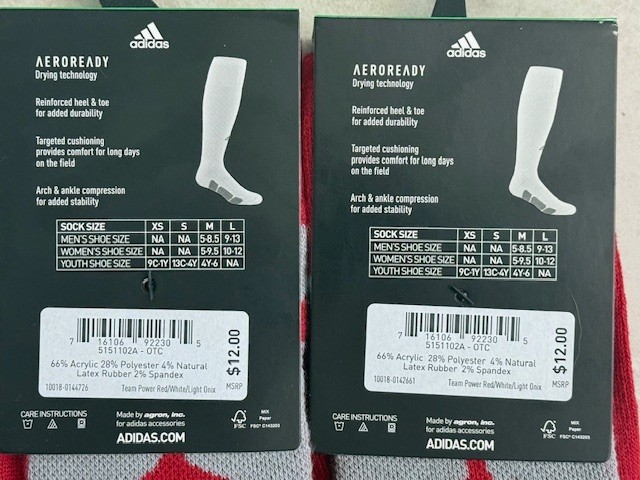 adidas
AEROREADY
Drying technology
Reinforced heel & toe
for added durability
Targeted cushioning
provides comfort for long days
on the field
Arch & ankle compression
for added stability
SOCK SIZE XS S M L
MEN'S SHOE SIZE NA NA 5-8.5 9-13
WOMEN'S SHOE SIZE NA NA 5-9.5 10-12
YOUTH SHOE SIZE 9C-1Y 13C-4Y 4Y-6 NA
7 16106 92230 5
5151102A - OTC
66% Acrylic 28% Polyester 4% Natural
Latex Rubber 2% Spandex
10018-0144726 Team Power Red/White/Light Onix
$12.00
MSRP
CARE INSTRUCTIONS
Made by agron, inc.
for adidas accessories
ADIDAS.COM
FSC
MIX
Paper
FSC® C143203
adidas
AEROREADY
Drying technology
Reinforced heel & toe
for added durability
Targeted cushioning
provides comfort for long days
on the field
Arch & ankle compression
for added stability
SOCK SIZE XS S M L
MEN'S SHOE SIZE NA NA 5-8.5 9-13
WOMEN'S SHOE SIZE NA NA 5-9.5 10-12
YOUTH SHOE SIZE 9C-1Y 13C-4Y 4Y-6 NA
7 16106 92230 5
5151102A - OTC
66% Acrylic 28% Polyester 4% Natural
Latex Rubber 2% Spandex
10018-0142661 Team Power Red/White/Light Onix
$12.00
MSRP
CARE INSTRUCTIONS
Made by agron, inc.
for adidas accessories
ADIDAS.COM
FSC
MIX
Paper
FSC® C143203